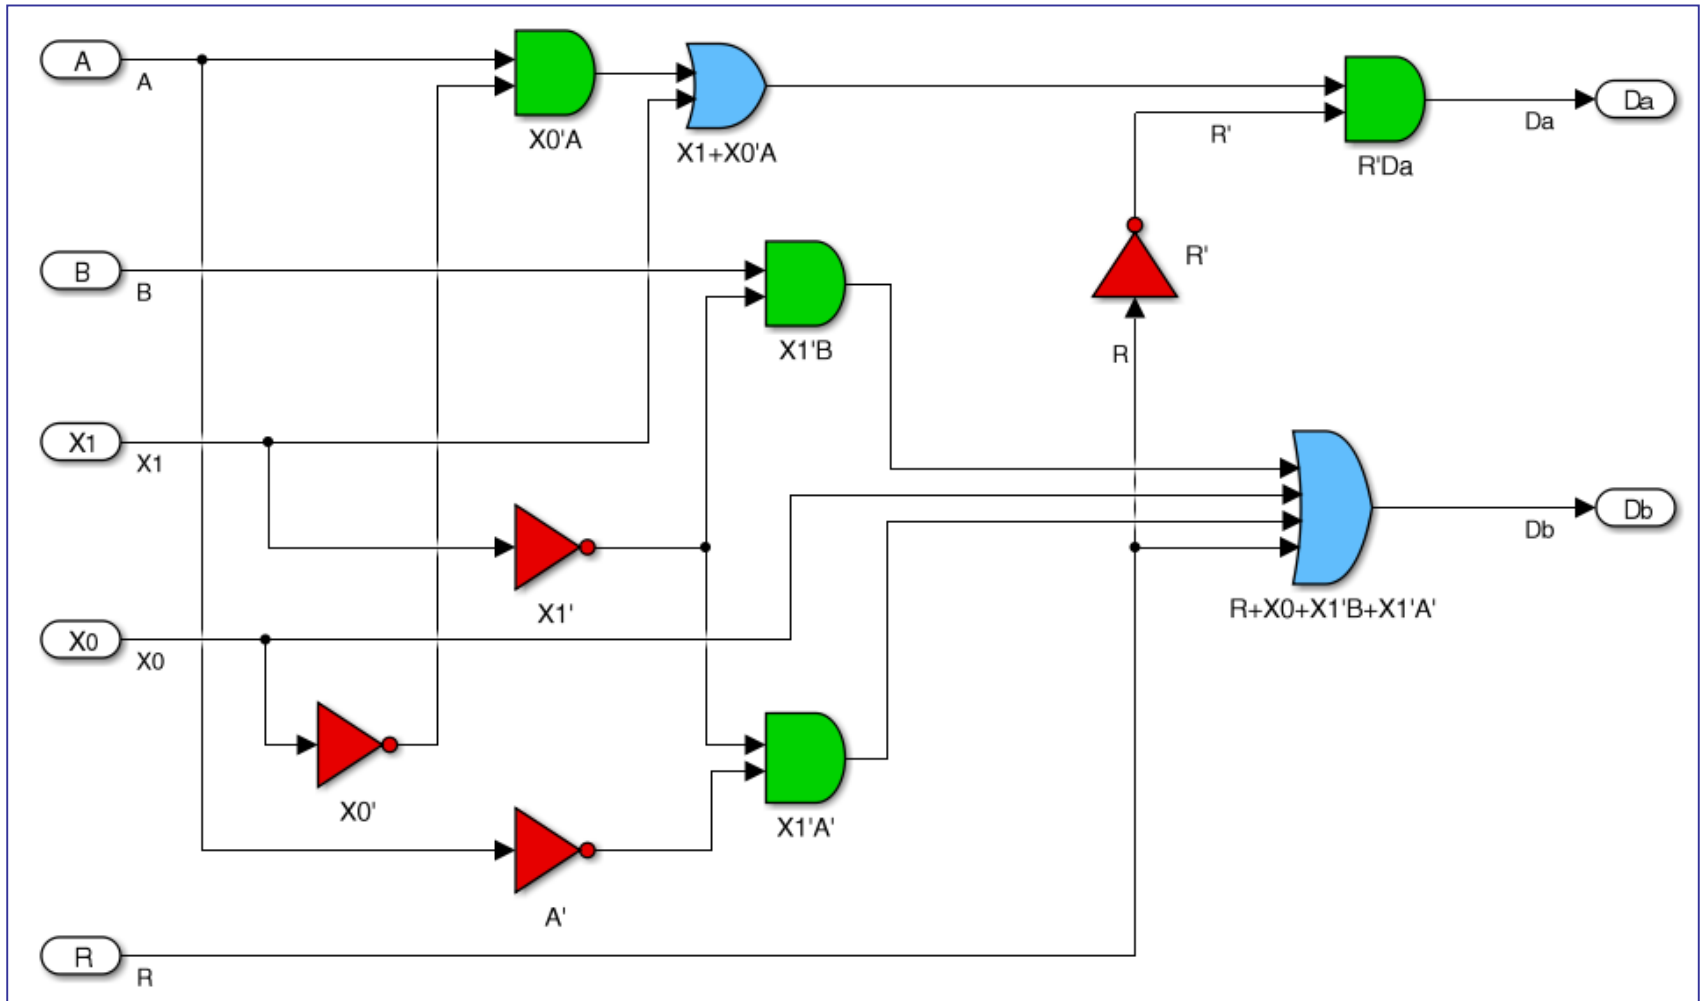 A
A
X0'A
X1+X0'A
R'
R'Da
Da
Da
B
B
X1'B
R'
R
X1
X1
X1'
R+X0+X1'B+X1'A'
Db
Db
X0
X0
X0'
X1'A'
A'
R
R